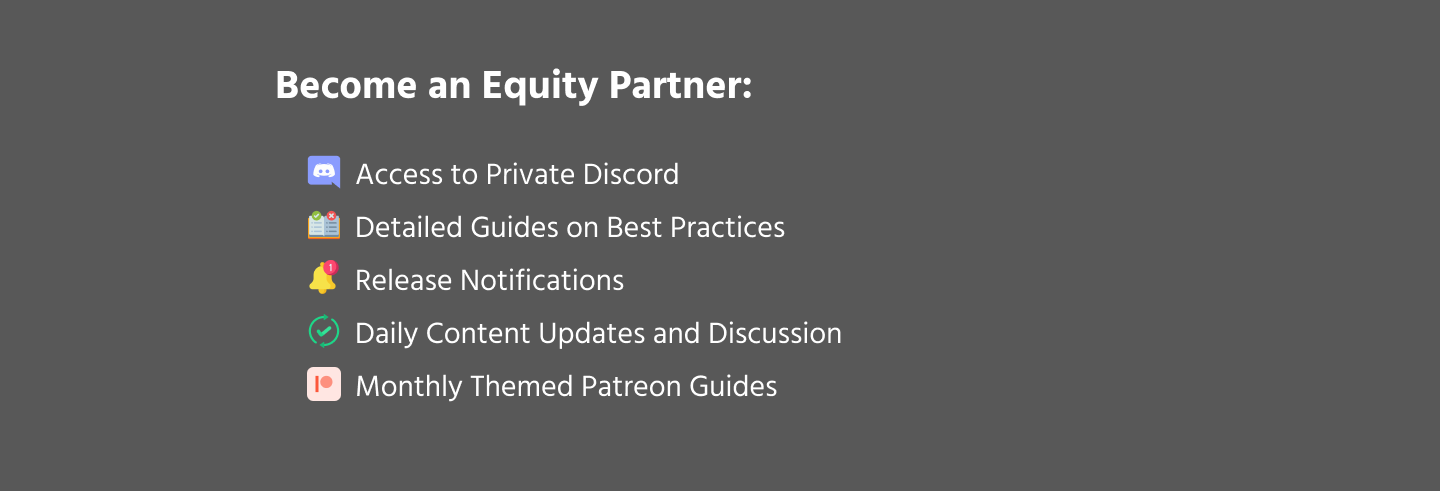 Become an Equity Partner:
Access to Private Discord
Detailed Guides on Best Practices
1
Release Notifications
Daily Content Updates and Discussion
Monthly Themed Patreon Guides